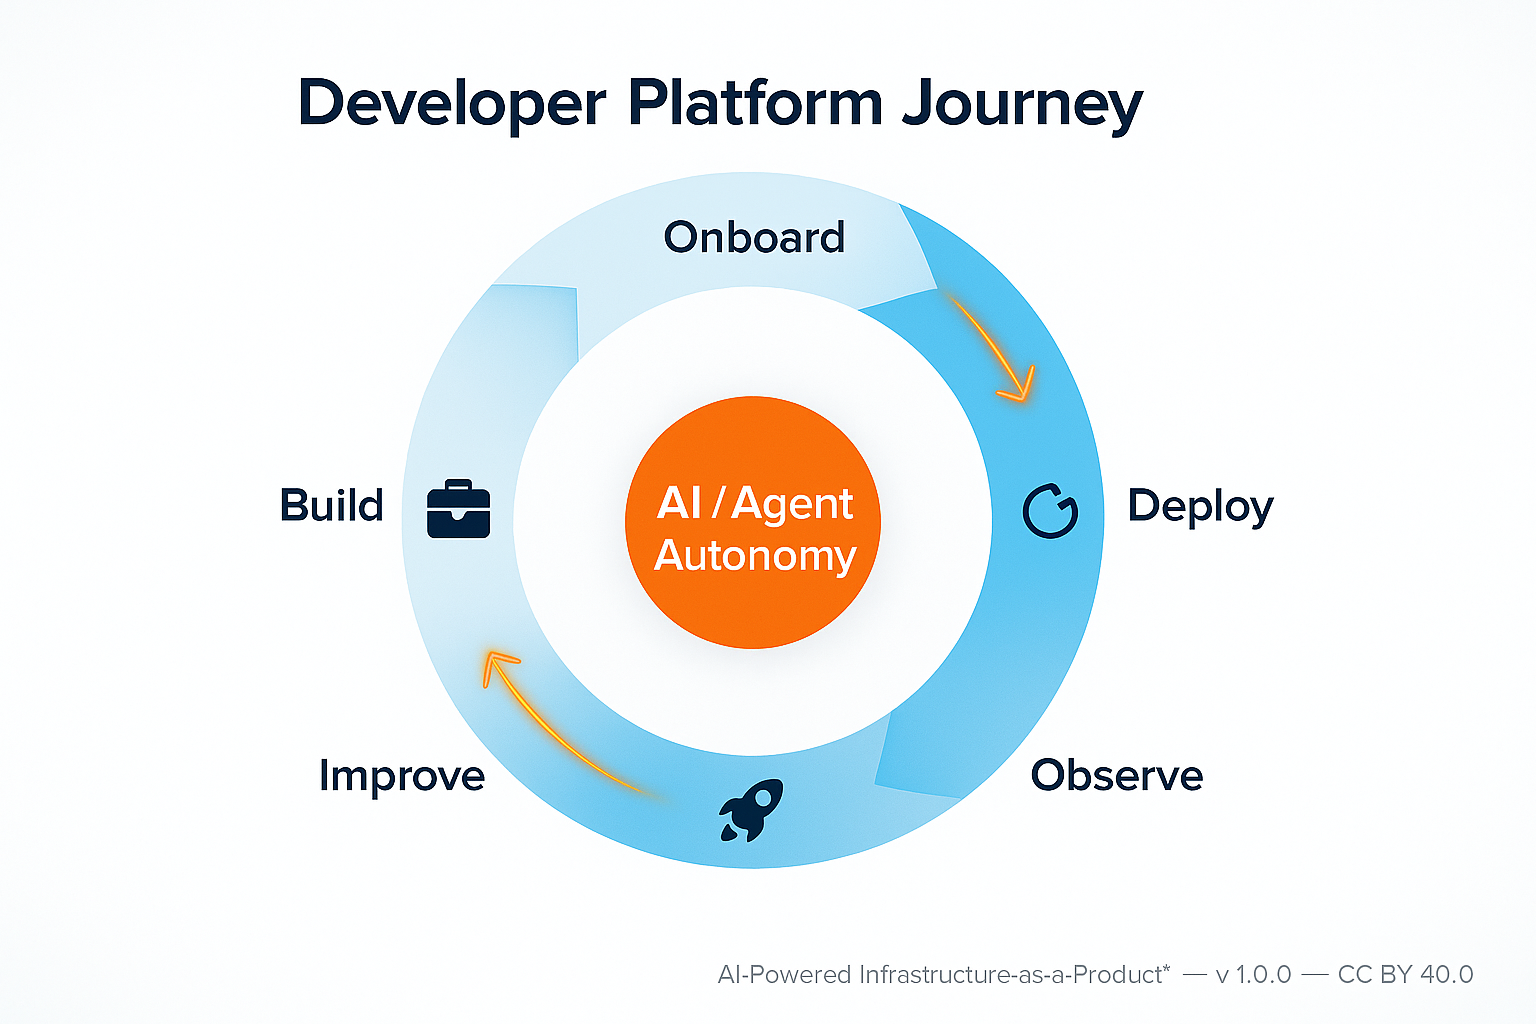 Developer Platform Journey
Onboard
Build
Deploy
AI / Agent
Autonomy
Improve
Observe
AI-Powered Infrastructure-as-a-Product* — v 1.0.0 — CC BY 40.0